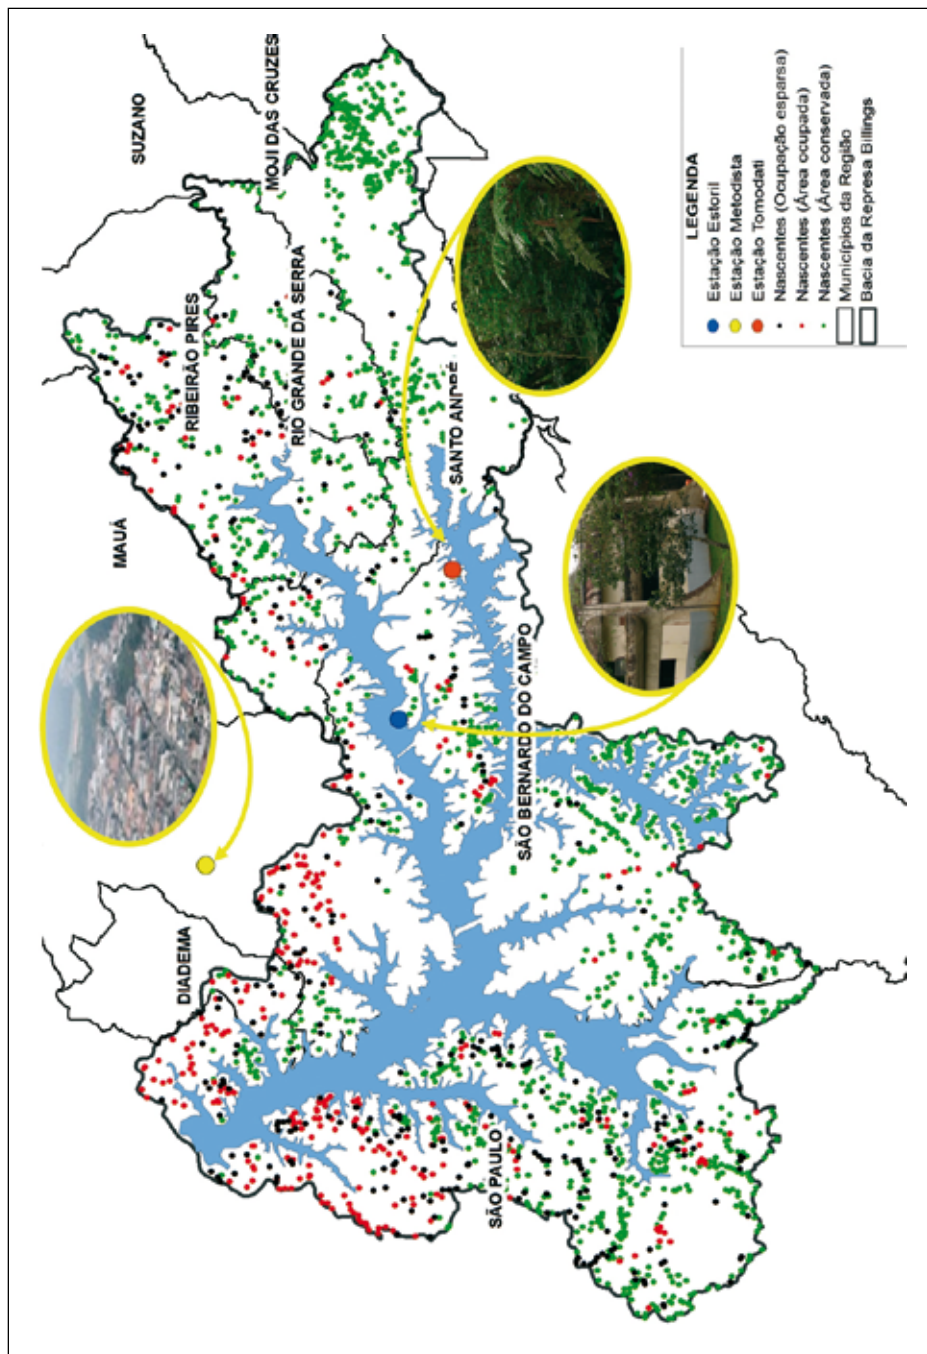 SUZANO
MOJI DAS CRUZES
RIBEIRÃO PIRES
RIO GRANDE DA SERRA
MAUÁ
SANTO ANDRÉ
SÃO BERNARDO DO CAMPO
DIADEMA
SÃO PAULO
LEGENDA
Estação Estoril
Estação Metodista
Estação Tomodati
Nascentes (Ocupação esparsa)
Nascentes (Área ocupada)
Nascentes (Área conservada)
Municípios da Região
Bacia da Represa Billings